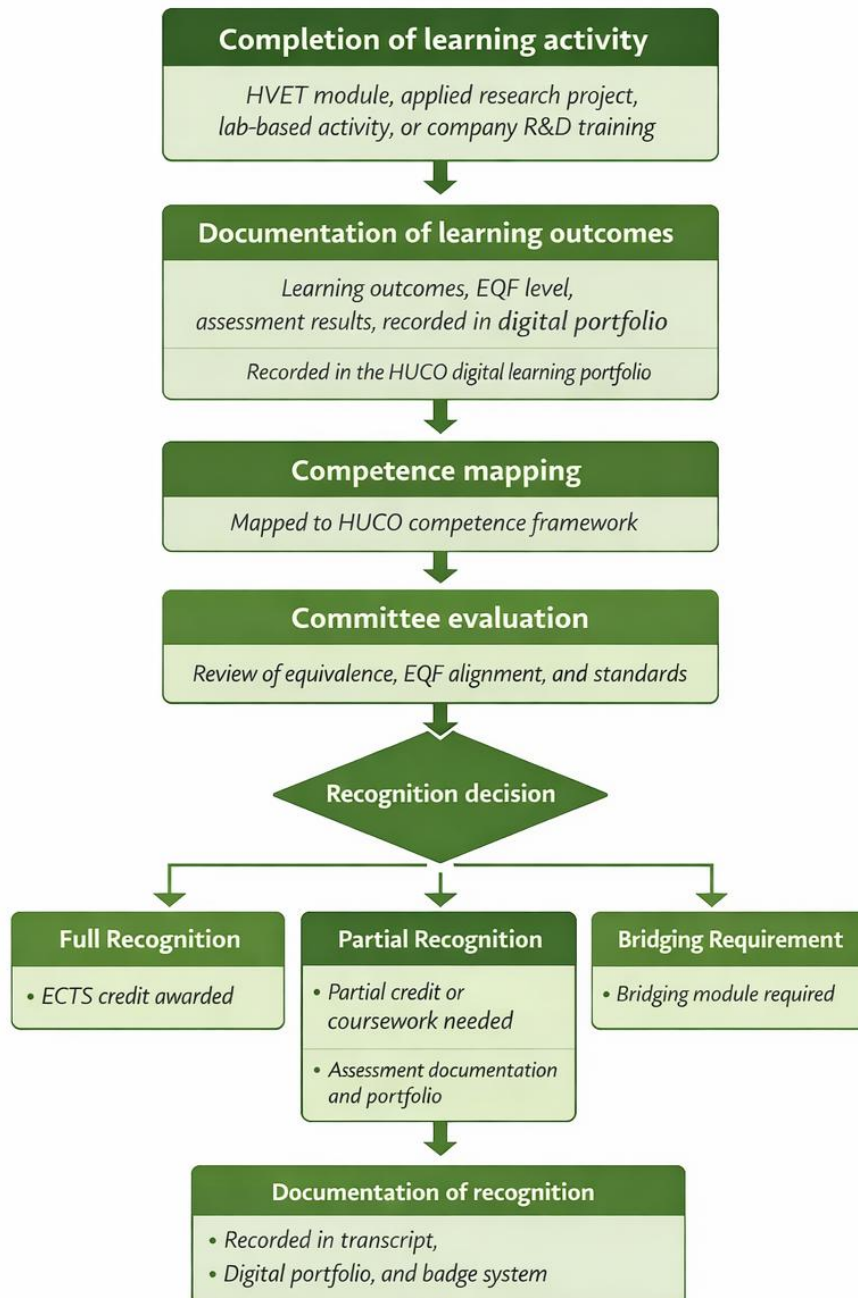 Completion of learning activity
HVET module, applied research project,
lab-based activity, or company R&D training
Documentation of learning outcomes
Learning outcomes, EQF level,
assessment results, recorded in digital portfolio
Recorded in the HUCO digital learning portfolio
Competence mapping
Mapped to HUCO competence framework
Committee evaluation
Review of equivalence, EQF alignment, and standards
Recognition decision
Full Recognition
• ECTS credit awarded
Partial Recognition
• Partial credit or
coursework needed
• Assessment documentation
and portfolio
Bridging Requirement
• Bridging module required
Documentation of recognition
• Recorded in transcript,
• Digital portfolio, and badge system